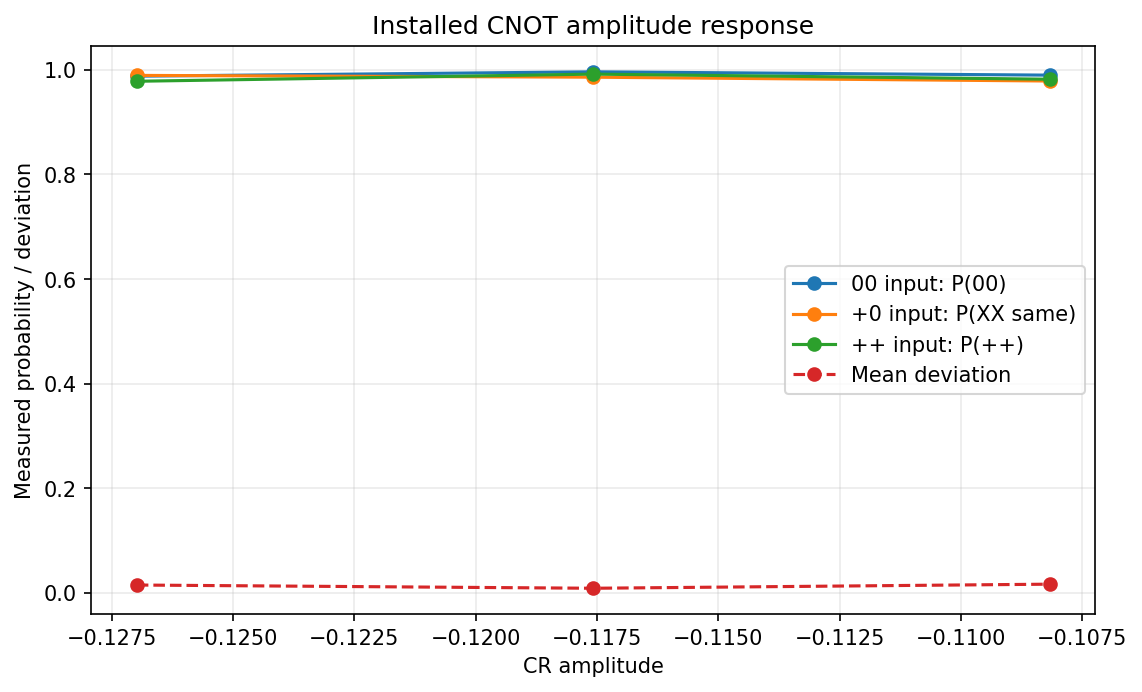 Installed CNOT amplitude response
Measured probability / deviation
1.0
0.8
0.6
0.4
0.2
0.0
00 input: P(00)
+0 input: P(XX same)
++ input: P(++)
Mean deviation
−0.1275
−0.1250
−0.1225
−0.1200
−0.1175
−0.1150
−0.1125
−0.1100
−0.1075
CR amplitude